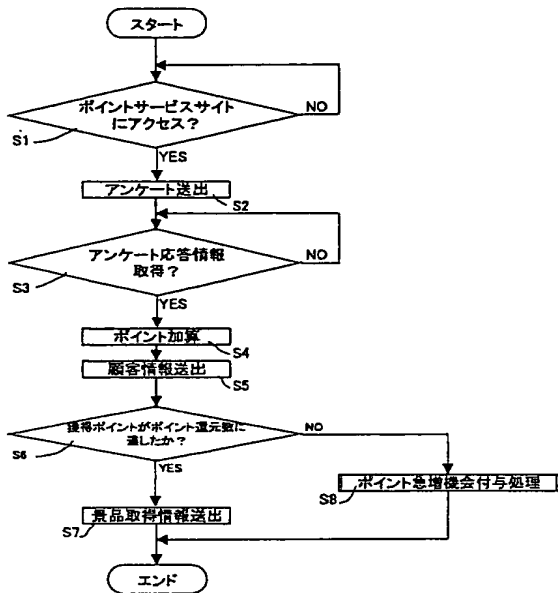 スタート
ポイントサービスサイト
にアクセス？
NO
S1
YES
アンケート送出
S2
アンケート応答情報
取得？
NO
S3
YES
ポイント加算
S4
顧客情報送出
S5
獲得ポイントがポイント還元数に
達したか？
NO
S6
YES
ポイント急増機会付与処理
S8
景品取得情報送出
S7
エンド